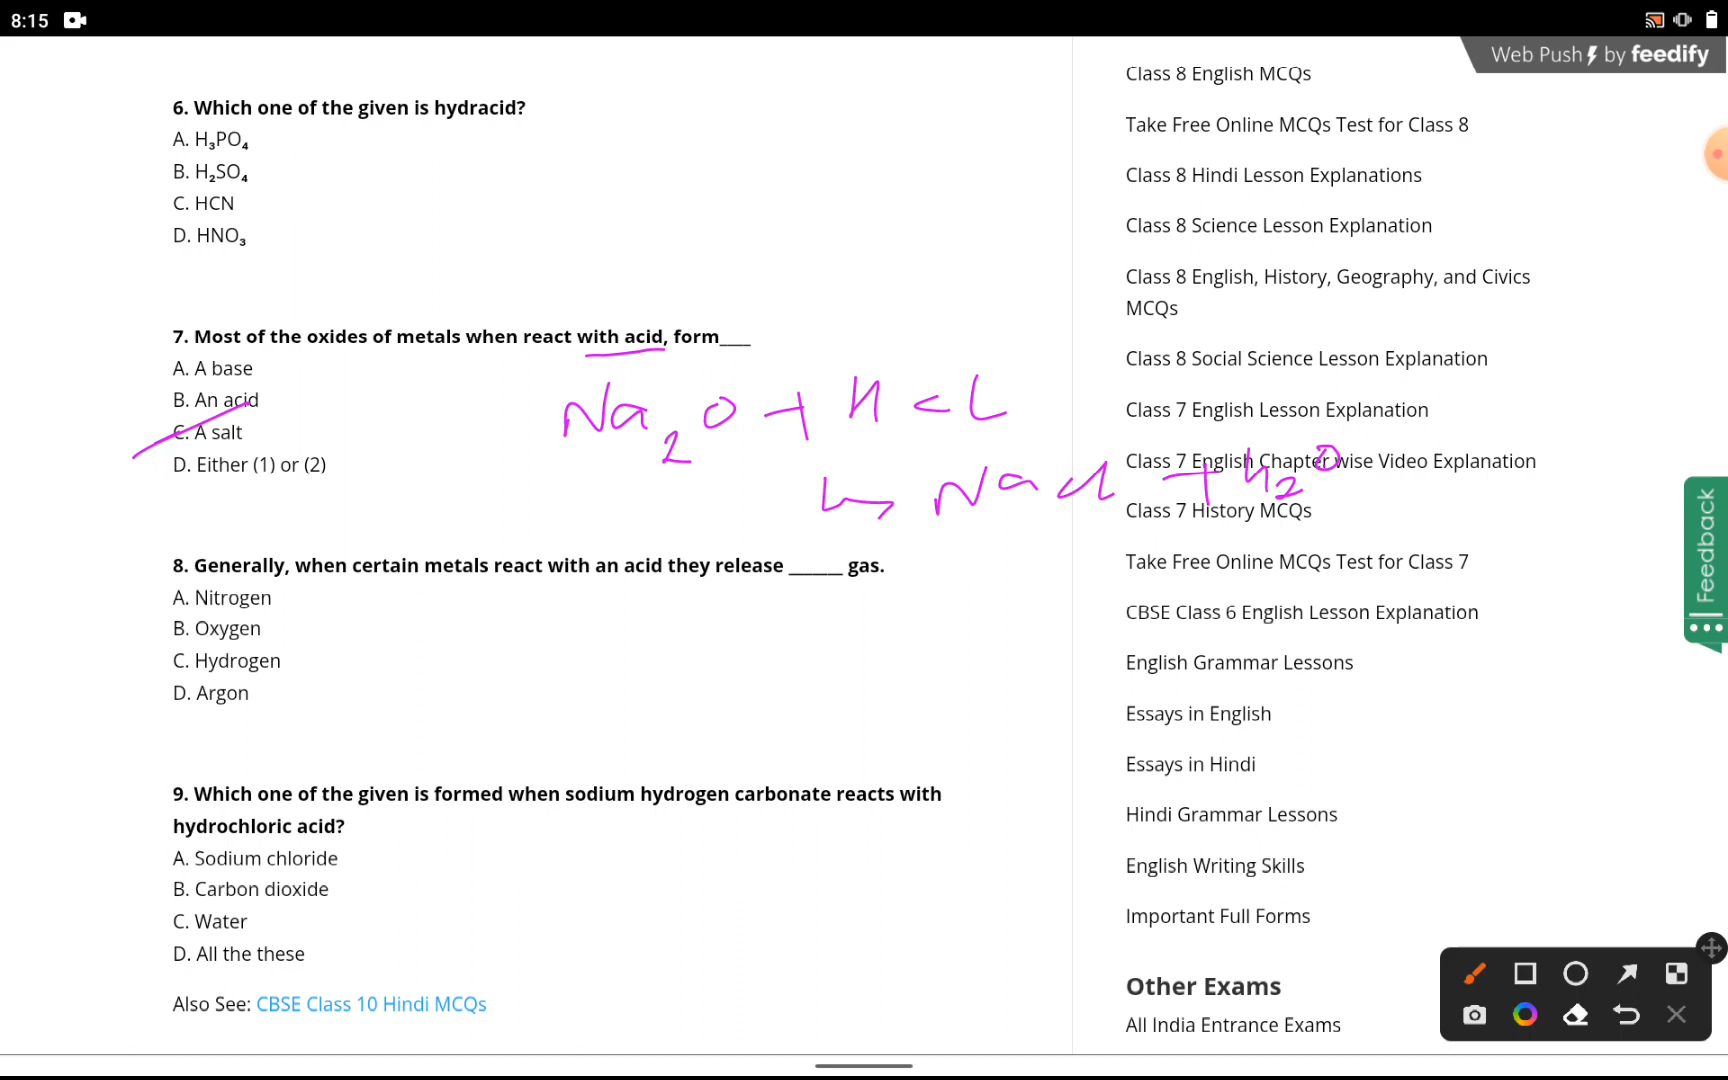 8:15
Web Push by feedify
6. Which one of the given is hydracid?
A. H₃PO₄
B. H₂SO₄
C. HCN
D. HNO₃
7. Most of the oxides of metals when react with acid, form____
A. A base
B. An acid
C. A salt
D. Either (1) or (2)
Na₂O + HCl
↳ NaCl + H₂O
8. Generally, when certain metals react with an acid they release ______ gas.
A. Nitrogen
B. Oxygen
C. Hydrogen
D. Argon
9. Which one of the given is formed when sodium hydrogen carbonate reacts with
hydrochloric acid?
A. Sodium chloride
B. Carbon dioxide
C. Water
D. All the these
Also See: CBSE Class 10 Hindi MCQs
Class 8 English MCQs
Take Free Online MCQs Test for Class 8
Class 8 Hindi Lesson Explanations
Class 8 Science Lesson Explanation
Class 8 English, History, Geography, and Civics
MCQs
Class 8 Social Science Lesson Explanation
Class 7 English Lesson Explanation
Class 7 English Chapter wise Video Explanation
Class 7 History MCQs
Take Free Online MCQs Test for Class 7
CBSE Class 6 English Lesson Explanation
English Grammar Lessons
Essays in English
Essays in Hindi
Hindi Grammar Lessons
English Writing Skills
Important Full Forms
Other Exams
All India Entrance Exams
Feedback